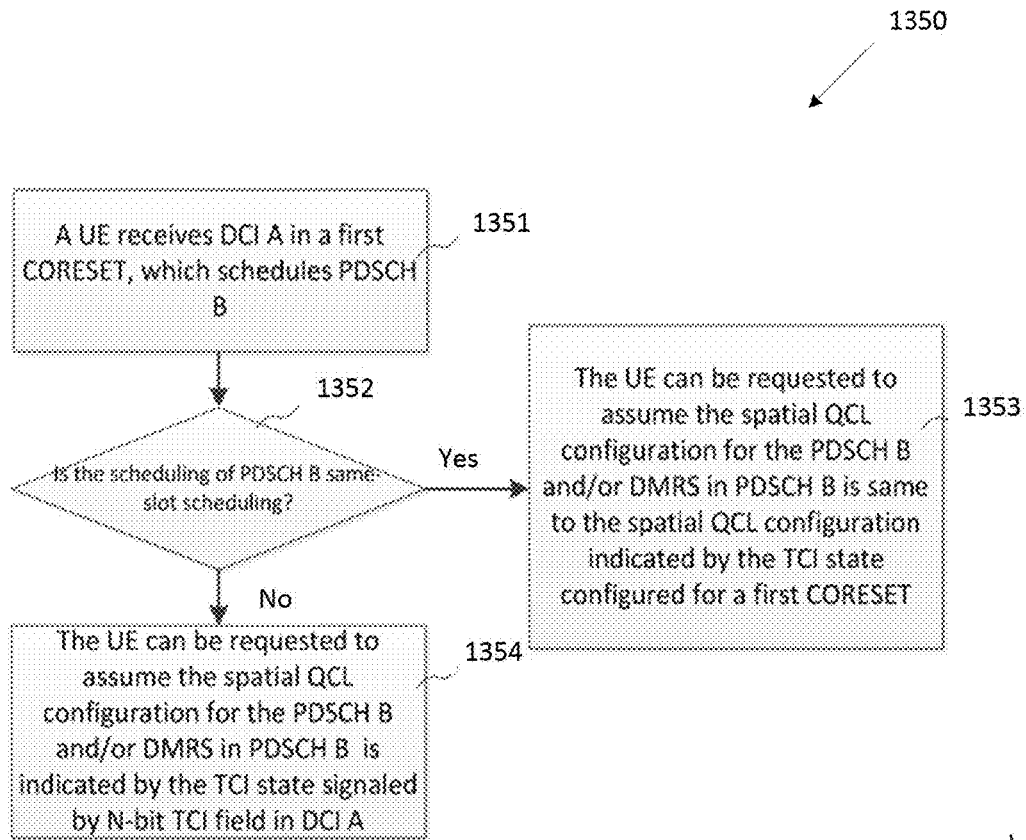 1350
A UE receives DCI A in a first
CORESET, which schedules PDSCH
B
1351
1352
Is the scheduling of PDSCH B same-
slot scheduling?
Yes
The UE can be requested to
assume the spatial QCL
configuration for the PDSCH B
and/or DMRS in PDSCH B is same
to the spatial QCL configuration
indicated by the TCI state
configured for a first CORESET
1353
No
The UE can be requested to
assume the spatial QCL
configuration for the PDSCH B
and/or DMRS in PDSCH B is
indicated by the TCI state signaled
by N-bit TCI field in DCI A
1354